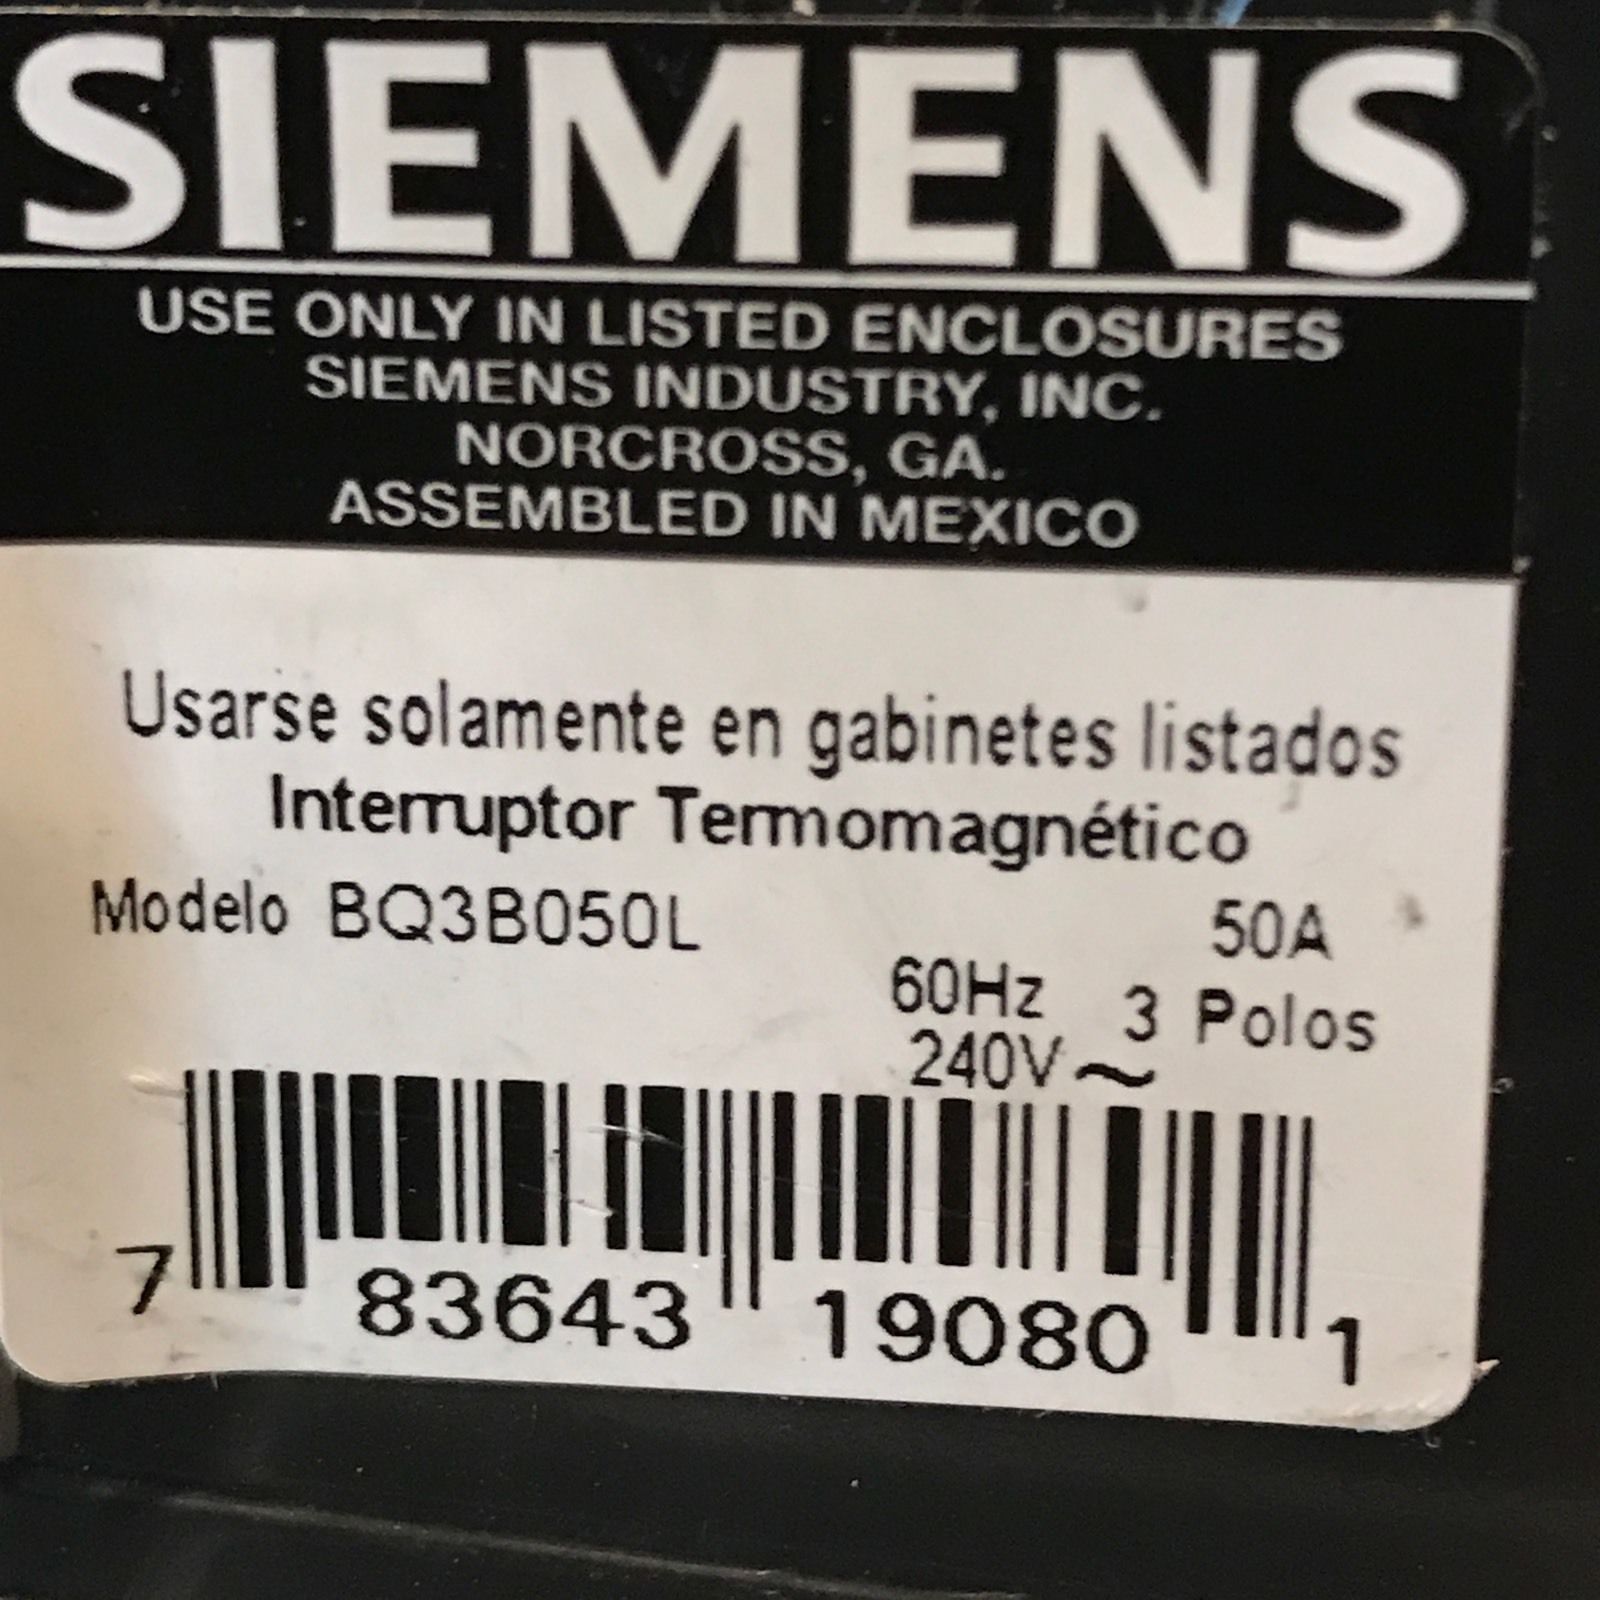 SIEMENS
USE ONLY IN LISTED ENCLOSURES
SIEMENS INDUSTRY, INC.
NORCROSS, GA.
ASSEMBLED IN MEXICO
Usarse solamente en gabinetes listados
Interruptor Termomagnético
Modelo BQ3B050L 50A
60Hz 3 Polos
240V~
7 83643 19080 1